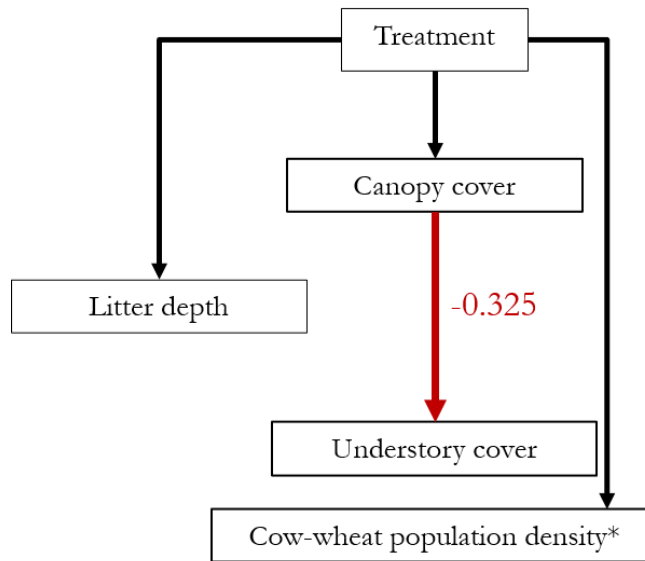 Treatment
Canopy cover
Litter depth
-0.325
Understory cover
Cow-wheat population density*